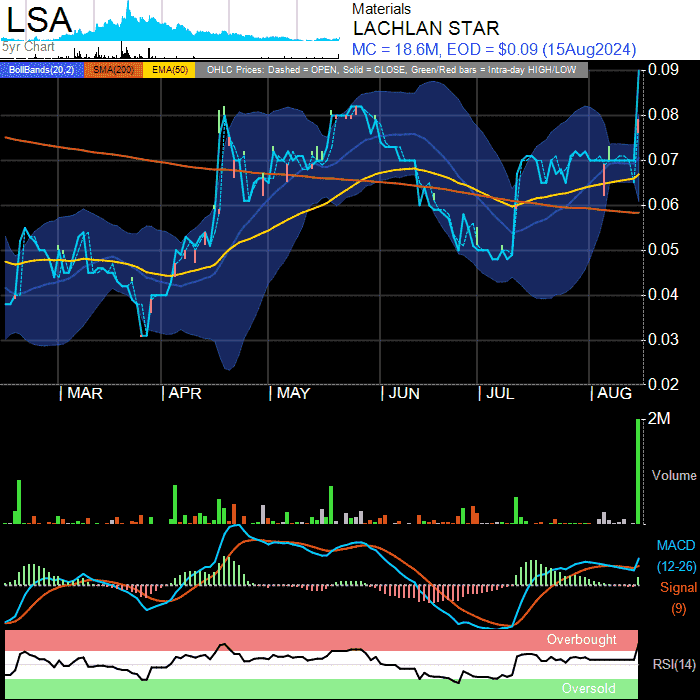 LSA
5yr Chart
Materials
LACHLAN STAR
MC = 18.6M, EOD = $0.09 (15Aug2024)
BollBands(20,2) SMA(200) EMA(50) OHLC Prices: Dashed = OPEN, Solid = CLOSE, Green/Red bars = Intra-day HIGH/LOW
0.09
0.08
0.07
0.06
0.05
0.04
0.03
0.02
MAR APR MAY JUN JUL AUG
2M
Volume
MACD
(12-26)
Signal
(9)
Overbought
RSI(14)
Oversold